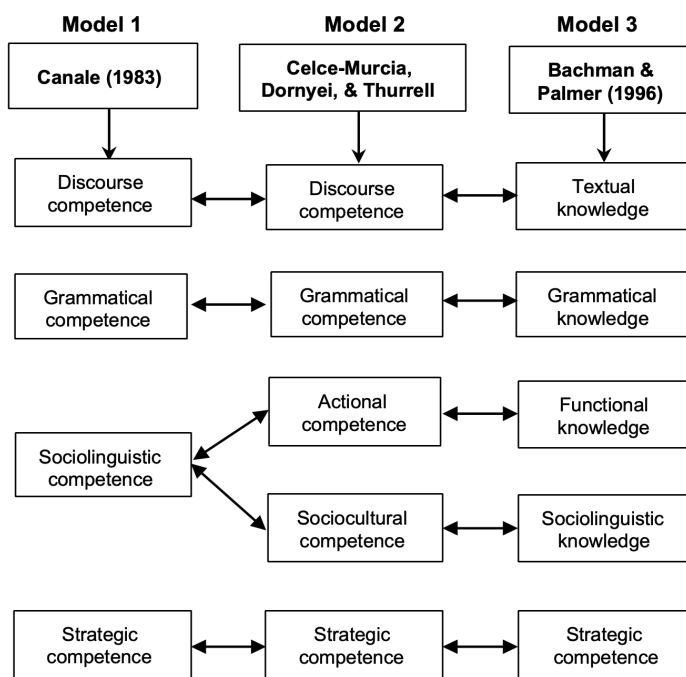 Model 1
Model 2
Model 3
Canale (1983)
Celce-Murcia,
Dornyei, & Thurrell
Bachman &
Palmer (1996)
Discourse
competence
Discourse
competence
Textual
knowledge
Grammatical
competence
Grammatical
competence
Grammatical
knowledge
Sociolinguistic
competence
Actional
competence
Functional
knowledge
Sociocultural
competence
Sociolinguistic
knowledge
Strategic
competence
Strategic
competence
Strategic
competence